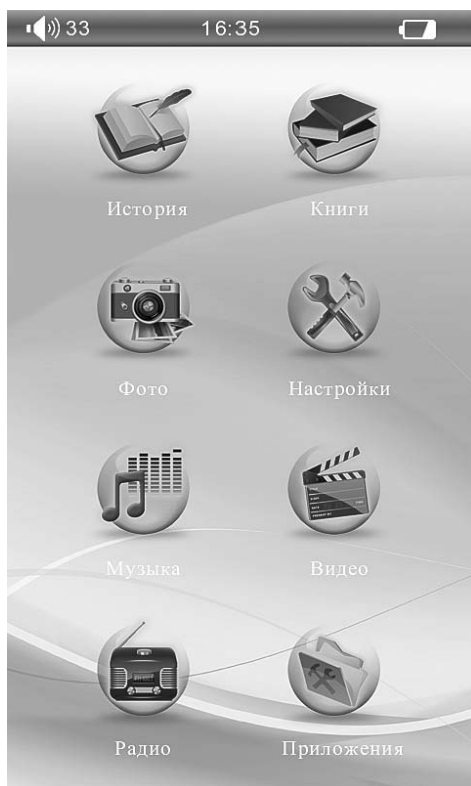 33 16:35
История Книги
Фото Настройки
Музыка Видео
Радио Приложения